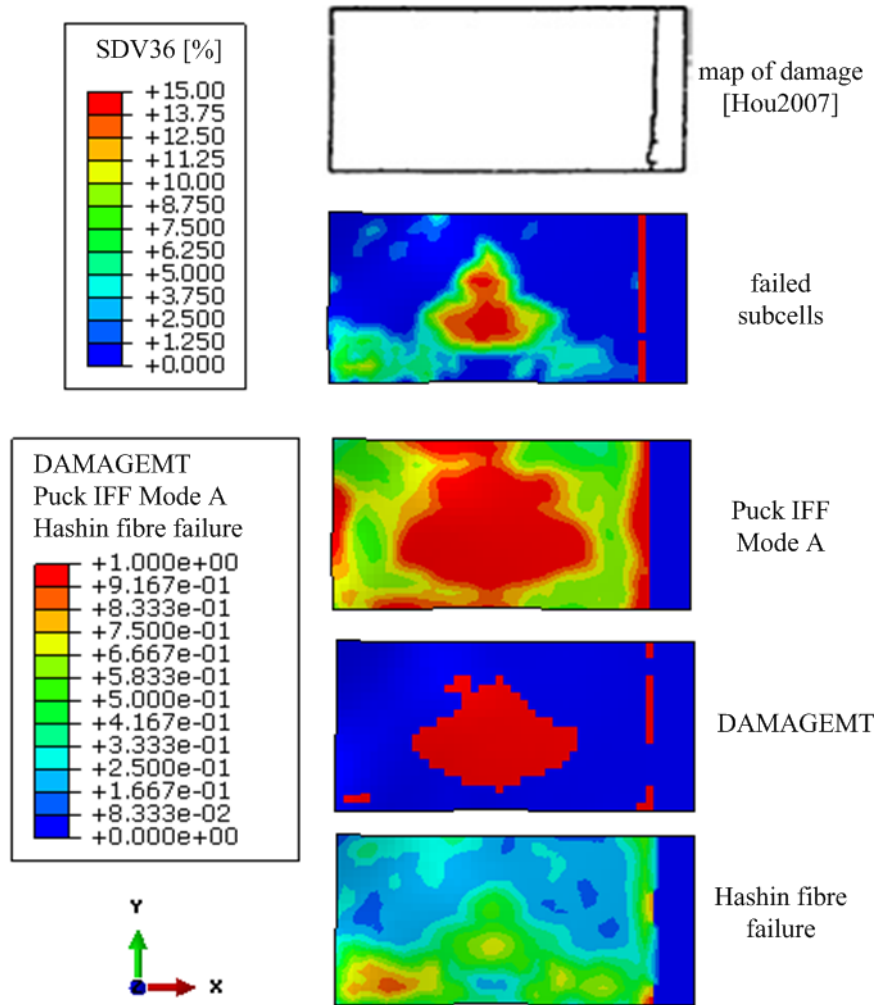 SDV36 [%]
+15.00
+13.75
+12.50
+11.25
+10.00
+8.750
+7.500
+6.250
+5.000
+3.750
+2.500
+1.250
+0.000
map of damage
[Hou2007]
failed
subcells
DAMAGEMT
Puck IFF Mode A
Hashin fibre failure
+1.000e+00
+9.167e-01
+8.333e-01
+7.500e-01
+6.667e-01
+5.833e-01
+5.000e-01
+4.167e-01
+3.333e-01
+2.500e-01
+1.667e-01
+8.333e-02
+0.000e+00
Puck IFF
Mode A
DAMAGEMT
Hashin fibre
failure
Y
X